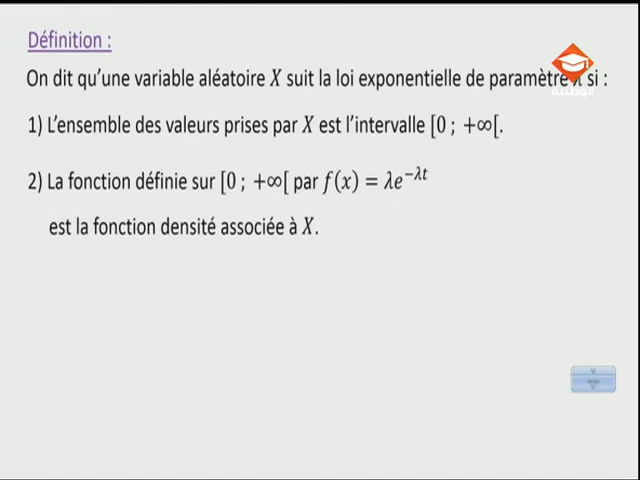 Définition :
On dit qu'une variable aléatoire X suit la loi exponentielle de paramètre λ si :
الوطنية
1) L'ensemble des valeurs prises par X est l'intervalle [0 ; +∞[.
2) La fonction définie sur [0 ; +∞[ par f(x) = λe^{−λt}
est la fonction densité associée à X.